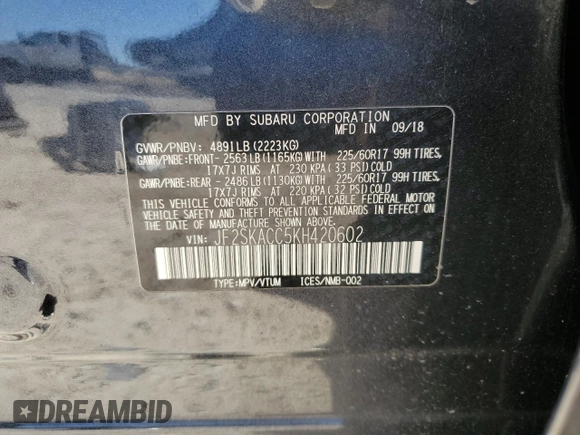 MFD BY SUBARU CORPORATION
MFD IN 09/18
GVWR/PNBV: 4891LB (2223KG)
GAWR/PNBE:FRONT- 2563LB (1165KG) WITH 225/60R17 99H TIRES,
17X7J RIMS AT 230 KPA ( 33 PSI) COLD
GAWR/PNBE:REAR - 2486LB (1130KG) WITH 225/60R17 99H TIRES,
17X7J RIMS AT 220 KPA ( 32 PSI) COLD
THIS VEHICLE CONFORMS TO ALL APPLICABLE FEDERAL MOTOR
VEHICLE SAFETY AND THEFT PREVENTION STANDARDS IN EFFECT ON
THE DATE OF MANUFACTURE SHOWN ABOVE
VIN: JF2SKACC5KH420602
TYPE:MPV/VTUM ICES/NMB-002
DREAMBID